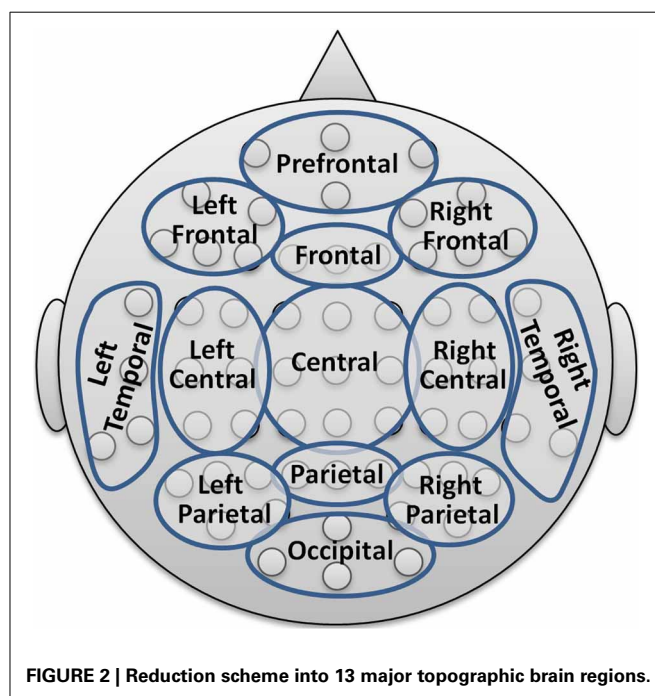 Prefrontal
Left
Frontal
Right
Frontal
Frontal
Left
Temporal
Left
Central
Central
Right
Central
Right
Temporal
Left
Parietal
Parietal
Right
Parietal
Occipital
FIGURE 2 | Reduction scheme into 13 major topographic brain regions.